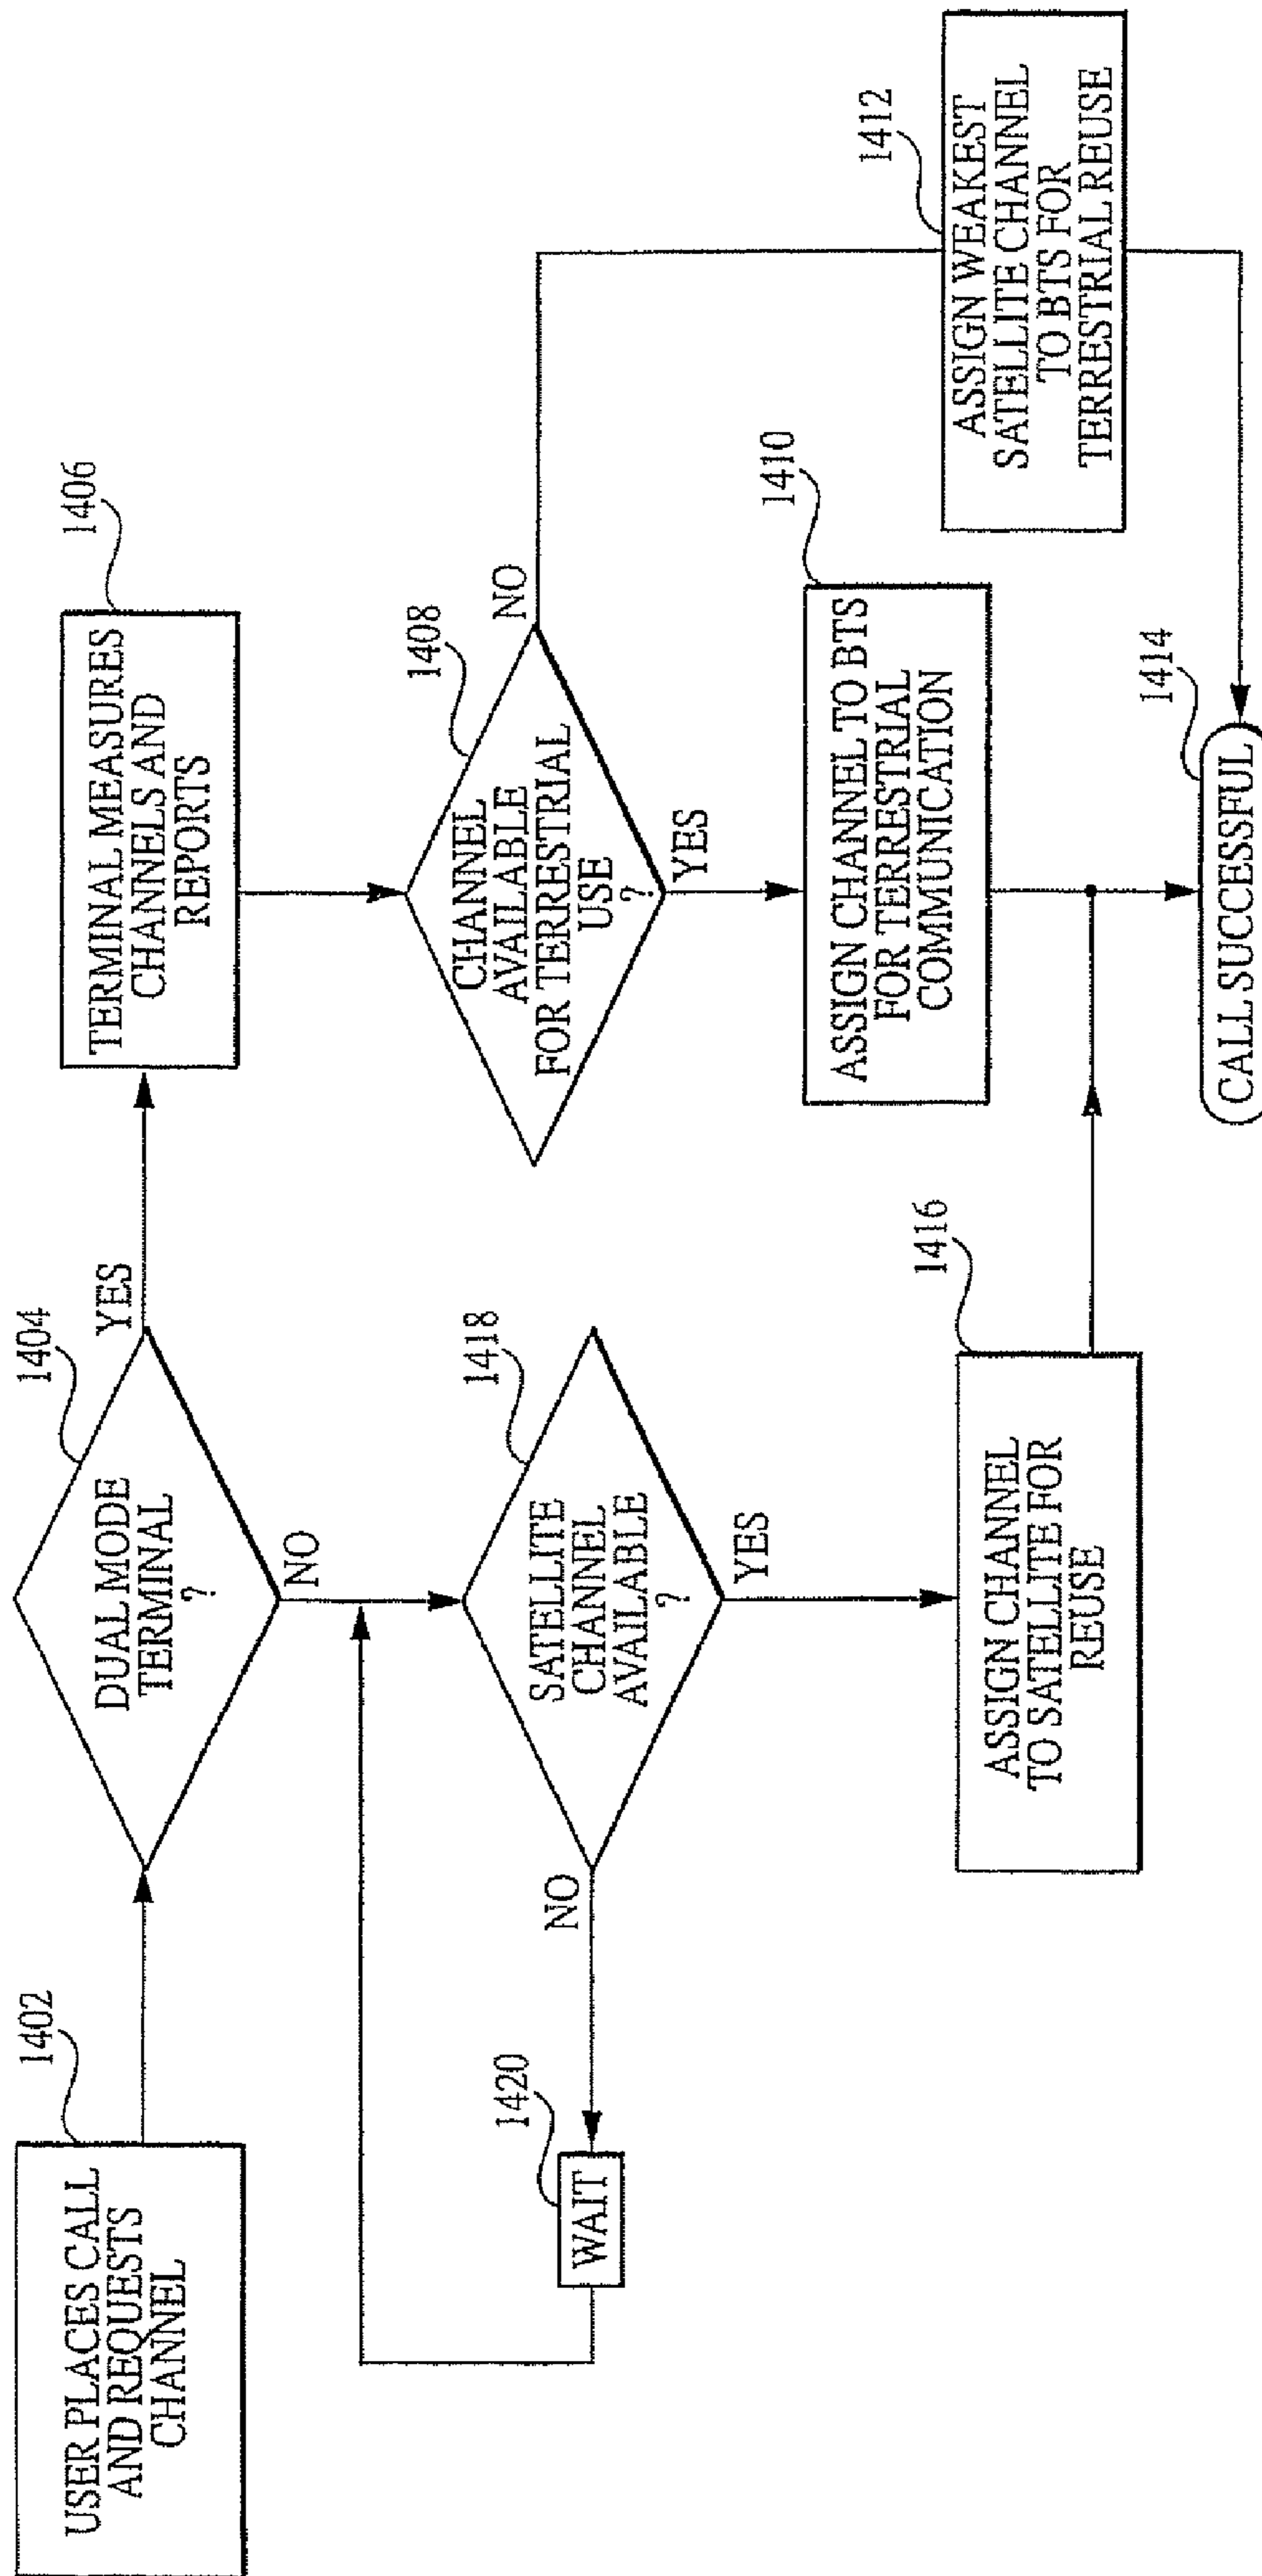 1402
USER PLACES CALL
AND REQUESTS
CHANNEL
1404
DUAL MODE
TERMINAL
?
YES
NO
1406
TERMINAL MEASURES
CHANNELS AND
REPORTS
1408
CHANNEL
AVAILABLE
FOR TERRESTRIAL
USE
?
NO
YES
1410
ASSIGN CHANNEL TO BTS
FOR TERRESTRIAL
COMMUNICATION
1412
ASSIGN WEAKEST
SATELLITE CHANNEL
TO BTS FOR
TERRESTRIAL REUSE
1414
CALL SUCCESSFUL
1418
SATELLITE
CHANNEL
AVAILABLE
?
NO
YES
1420
WAIT
1416
ASSIGN CHANNEL
TO SATELLITE FOR
REUSE